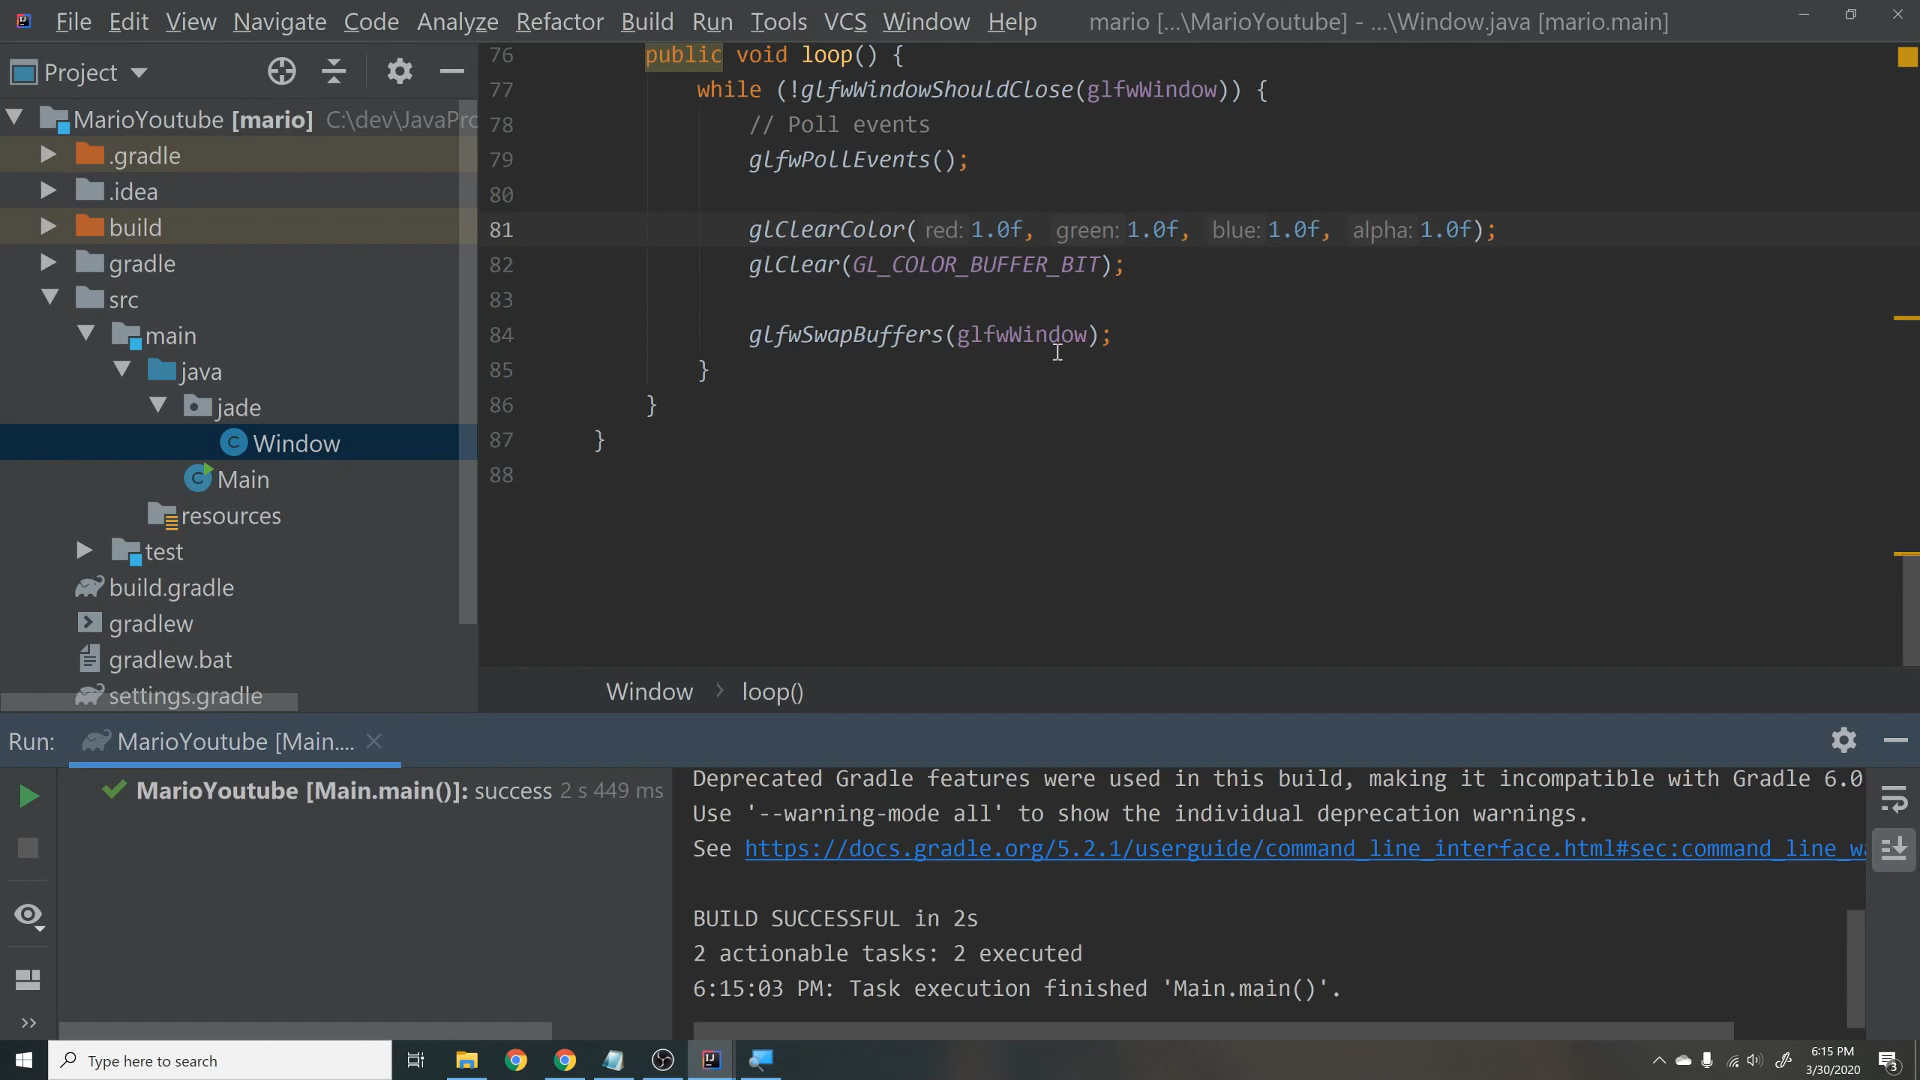 File Edit View Navigate Code Analyze Refactor Build Run Tools VCS Window Help mario [...\MarioYoutube] - ...\Window.java [mario.main]
Project
MarioYoutube [mario] C:\dev\JavaPro
.gradle
.idea
build
gradle
src
main
java
jade
Window
Main
resources
test
build.gradle
gradlew
gradlew.bat
settings.gradle
76 public void loop() {
77 while (!glfwWindowShouldClose(glfwWindow)) {
78 // Poll events
79 glfwPollEvents();
80
81 glClearColor( red: 1.0f, green: 1.0f, blue: 1.0f, alpha: 1.0f);
82 glClear(GL_COLOR_BUFFER_BIT);
83
84 glfwSwapBuffers(glfwWindow);
85 }
86 }
87 }
88
Window > loop()
Run: MarioYoutube [Main....
MarioYoutube [Main.main()]: success 2 s 449 ms
Deprecated Gradle features were used in this build, making it incompatible with Gradle 6.0
Use '--warning-mode all' to show the individual deprecation warnings.
See https://docs.gradle.org/5.2.1/userguide/command_line_interface.html#sec:command_line_wa
BUILD SUCCESSFUL in 2s
2 actionable tasks: 2 executed
6:15:03 PM: Task execution finished 'Main.main()'.
Type here to search
6:15 PM
3/30/2020
3